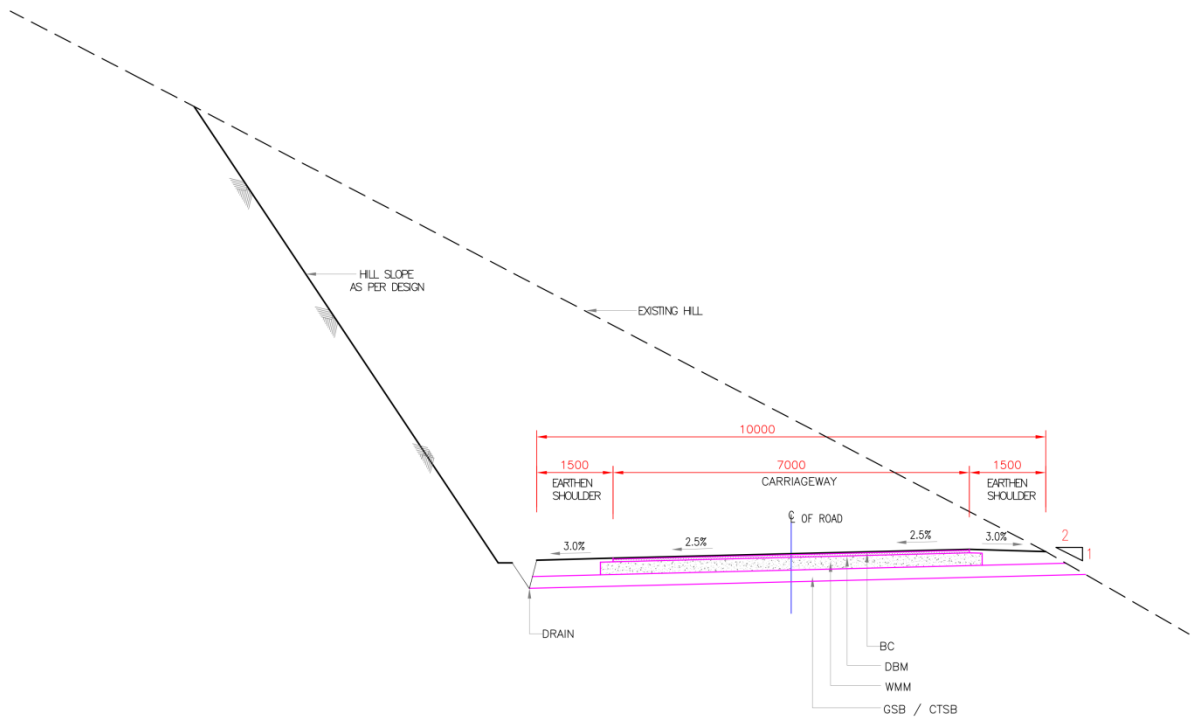 HILL SLOPE
AS PER DESIGN
EXISTING HILL
10000
1500
7000
1500
EARTHEN
SHOULDER
CARRIAGEWAY
EARTHEN
SHOULDER
℄ OF ROAD
3.0%
2.5%
2.5%
3.0%
2
1
DRAIN
BC
DBM
WMM
GSB / CTSB